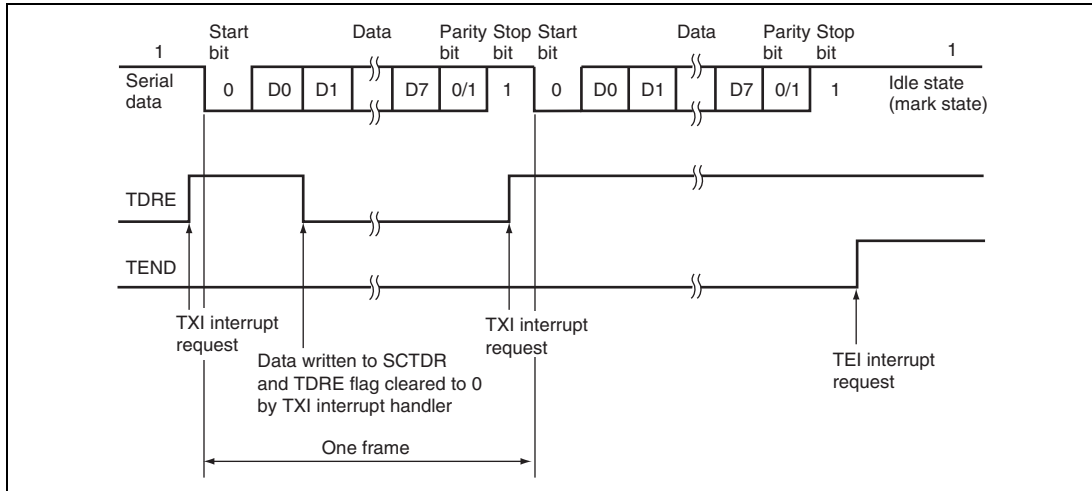 1
Start
bit
Data
Parity
bit
Stop
bit
Start
bit
Data
Parity
bit
Stop
bit
1
Serial
data
0
D0
D1
D7
0/1
1
0
D0
D1
D7
0/1
1
Idle state
(mark state)
TDRE
TEND
TXI interrupt
request
Data written to SCTDR
and TDRE flag cleared to 0
by TXI interrupt handler
TXI interrupt
request
TEI interrupt
request
One frame